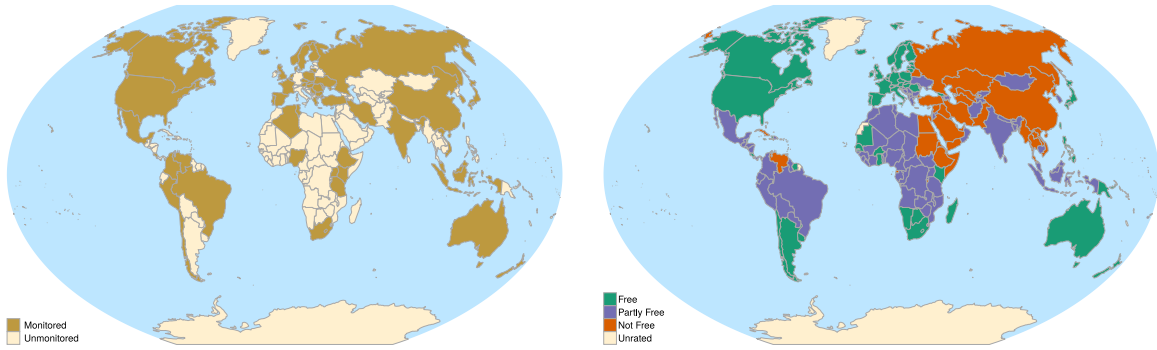 Monitored
Unmonitored
Free
Partly Free
Not Free
Unrated